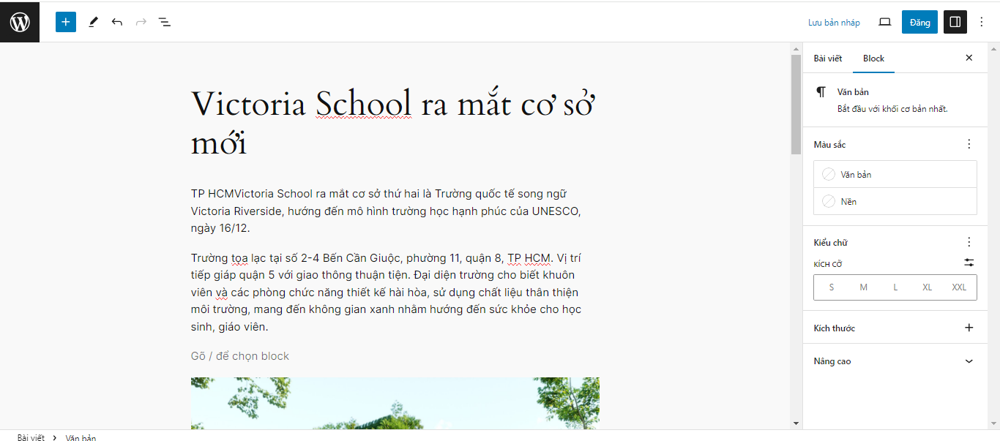 Lưu bản nháp
Đăng
Victoria School ra mắt cơ sở
mới
TP HCMVictoria School ra mắt cơ sở thứ hai là Trường quốc tế song ngữ
Victoria Riverside, hướng đến mô hình trường học hạnh phúc của UNESCO,
ngày 16/12.
Trường tọa lạc tại số 2-4 Bến Cần Giuộc, phường 11, quận 8, TP HCM. Vị trí
tiếp giáp quận 5 với giao thông thuận tiện. Đại diện trường cho biết khuôn
viên và các phòng chức năng thiết kế hài hòa, sử dụng chất liệu thân thiện
môi trường, mang đến không gian xanh nhằm hướng đến sức khỏe cho học
sinh, giáo viên.
Gõ / để chọn block
Bài viết
Block
Văn bản
Bắt đầu với khối cơ bản nhất.
Màu sắc
Văn bản
Nền
Kiểu chữ
KÍCH CỠ
S M L XL XXL
Kích thước
Nâng cao
Bài viết > Văn bản